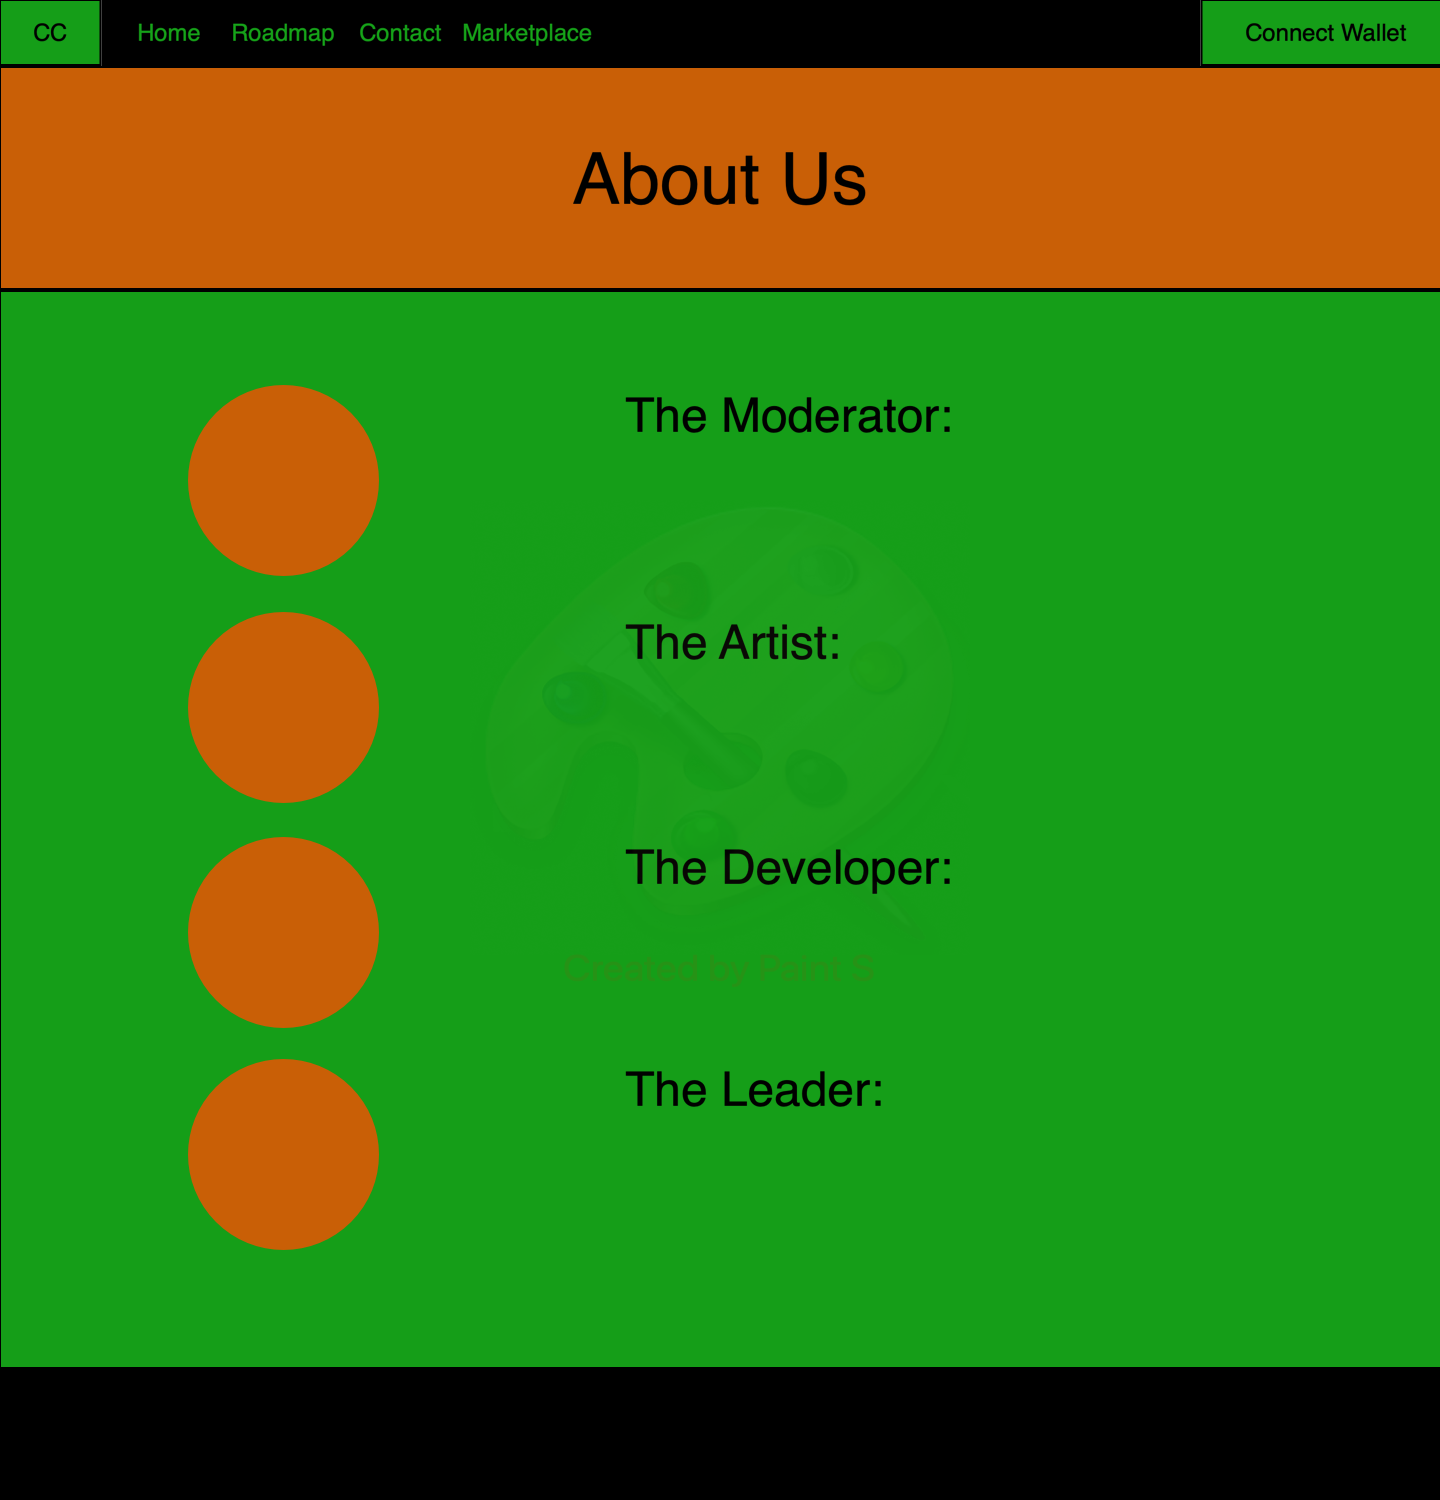 CC Home Roadmap Contact Marketplace Connect Wallet
About Us
The Moderator:
The Artist:
The Developer:
Created by Paint S
The Leader: